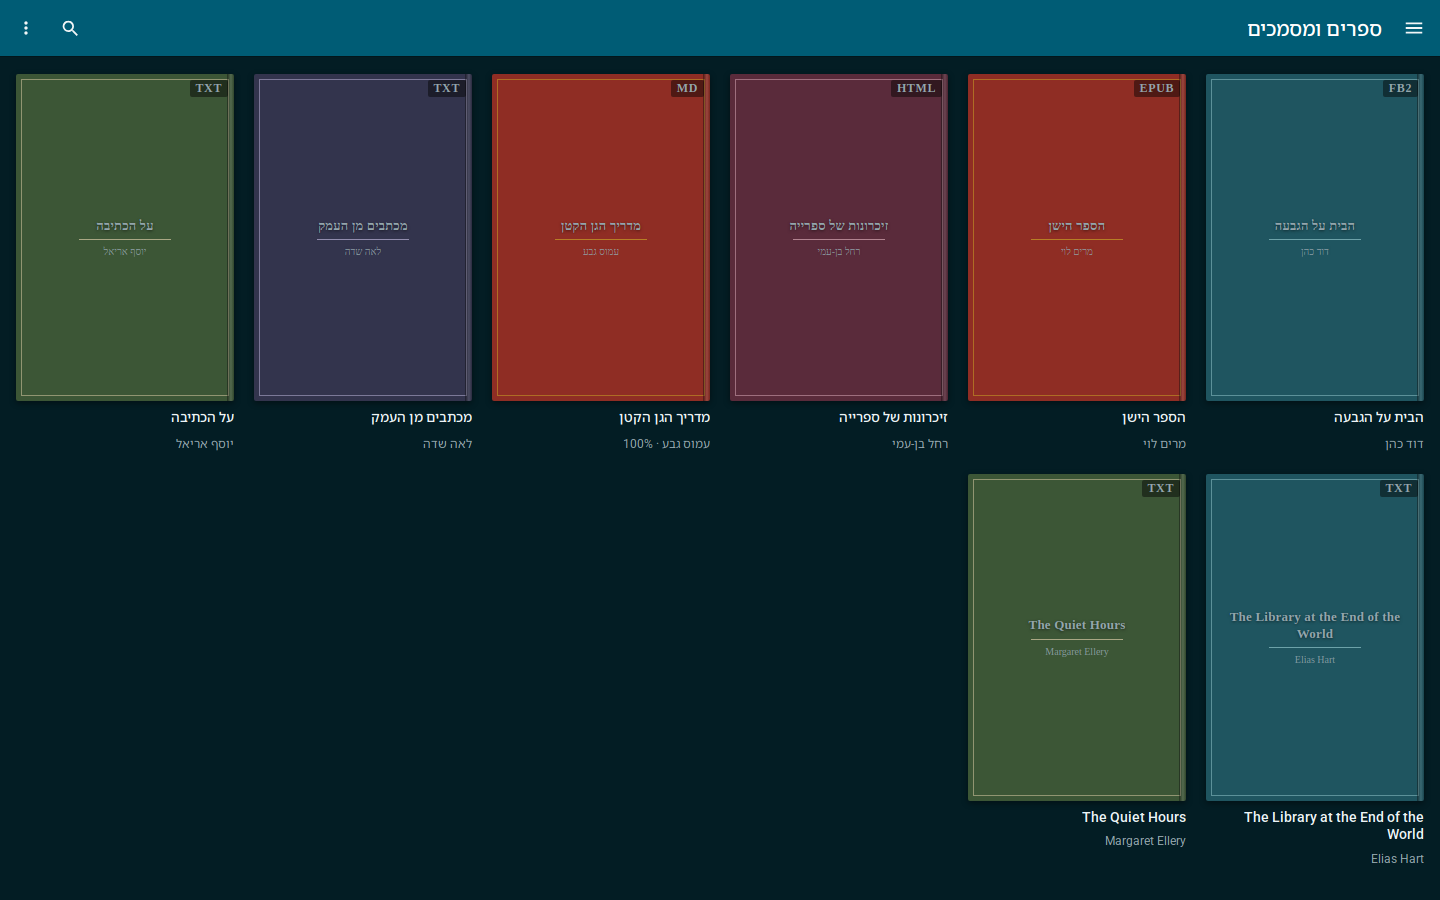 ספרים ומסמכים
FB2
הבית על הגבעה
דוד כהן
הבית על הגבעה
דוד כהן
EPUB
הספר הישן
מרים לוי
הספר הישן
מרים לוי
HTML
זיכרונות של ספרייה
רחל בן-עמי
זיכרונות של ספרייה
רחל בן-עמי
MD
מדריך הגן הקטן
עמוס גבע
מדריך הגן הקטן
עמוס גבע · 100%
TXT
מכתבים מן העמק
לאה שדה
מכתבים מן העמק
לאה שדה
TXT
על הכתיבה
יוסף אריאל
על הכתיבה
יוסף אריאל
TXT
The Library at the End of the
World
Elias Hart
The Library at the End of the
World
Elias Hart
TXT
The Quiet Hours
Margaret Ellery
The Quiet Hours
Margaret Ellery